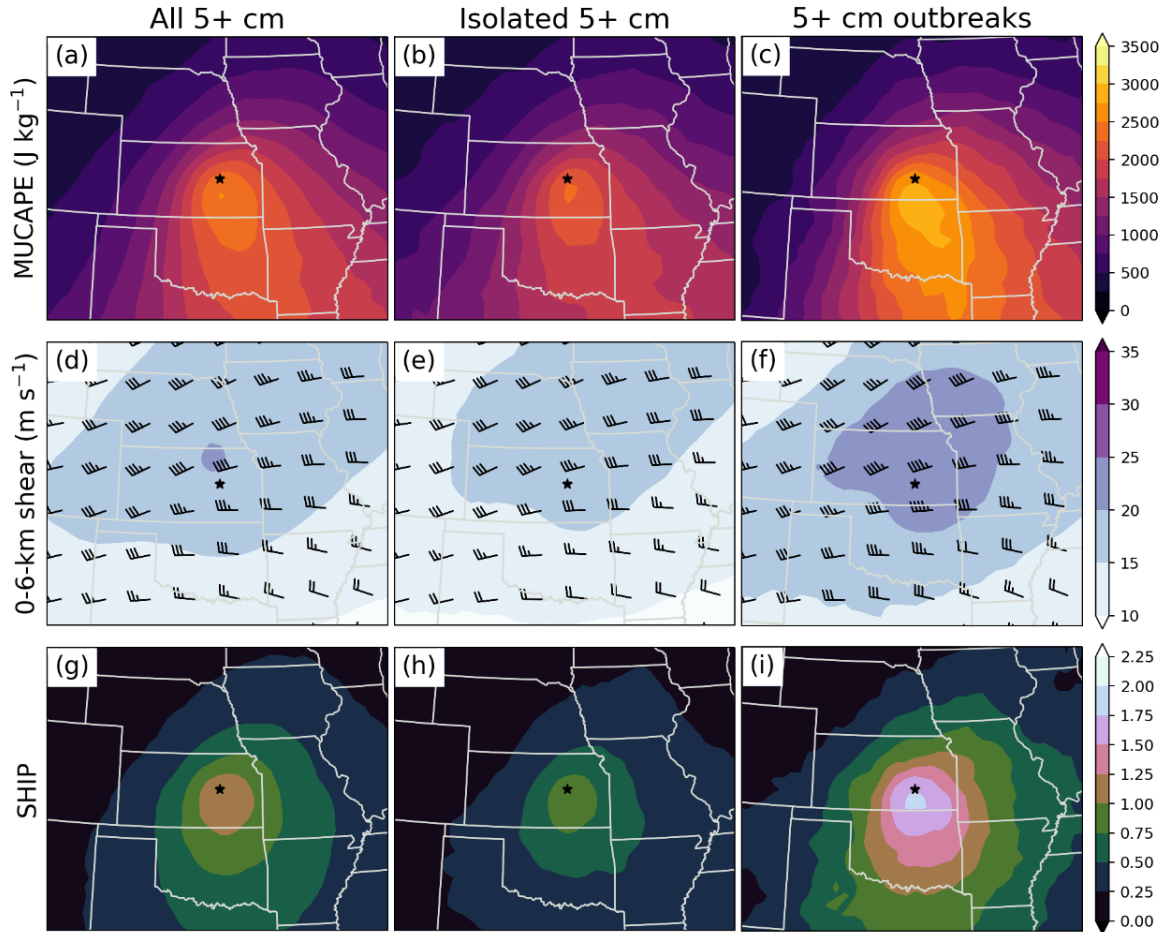 All 5+ cm
Isolated 5+ cm
5+ cm outbreaks
(a)
(b)
(c)
MUCAPE (J kg⁻¹)
3500
3000
2500
2000
1500
1000
500
0
(d)
(e)
(f)
0-6-km shear (m s⁻¹)
35
30
25
20
15
10
(g)
(h)
(i)
SHIP
2.25
2.00
1.75
1.50
1.25
1.00
0.75
0.50
0.25
0.00